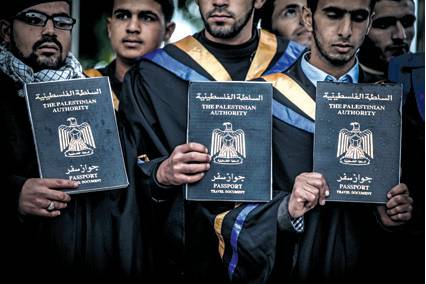 السلطة الفلسطينية
THE PALESTINIAN
AUTHORITY
جواز سفر
PASSPORT
TRAVEL DOCUMENT
السلطة الفلسطينية
THE PALESTINIAN
AUTHORITY
جواز سفر
PASSPORT
TRAVEL DOCUMENT
السلطة الفلسطينية
THE PALESTINIAN
AUTHORITY
جواز سفر
PASSPORT
TRAVEL DOCUMENT